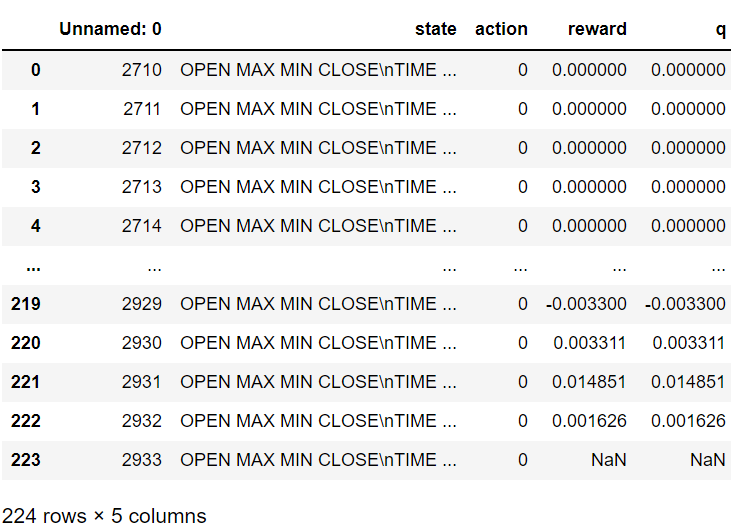 Unnamed: 0 state action reward q
0 2710 OPEN MAX MIN CLOSE\nTIME ... 0 0.000000 0.000000
1 2711 OPEN MAX MIN CLOSE\nTIME ... 0 0.000000 0.000000
2 2712 OPEN MAX MIN CLOSE\nTIME ... 0 0.000000 0.000000
3 2713 OPEN MAX MIN CLOSE\nTIME ... 0 0.000000 0.000000
4 2714 OPEN MAX MIN CLOSE\nTIME ... 0 0.000000 0.000000
... ... ... ... ... ...
219 2929 OPEN MAX MIN CLOSE\nTIME ... 0 -0.003300 -0.003300
220 2930 OPEN MAX MIN CLOSE\nTIME ... 0 0.003311 0.003311
221 2931 OPEN MAX MIN CLOSE\nTIME ... 0 0.014851 0.014851
222 2932 OPEN MAX MIN CLOSE\nTIME ... 0 0.001626 0.001626
223 2933 OPEN MAX MIN CLOSE\nTIME ... 0 NaN NaN
224 rows × 5 columns